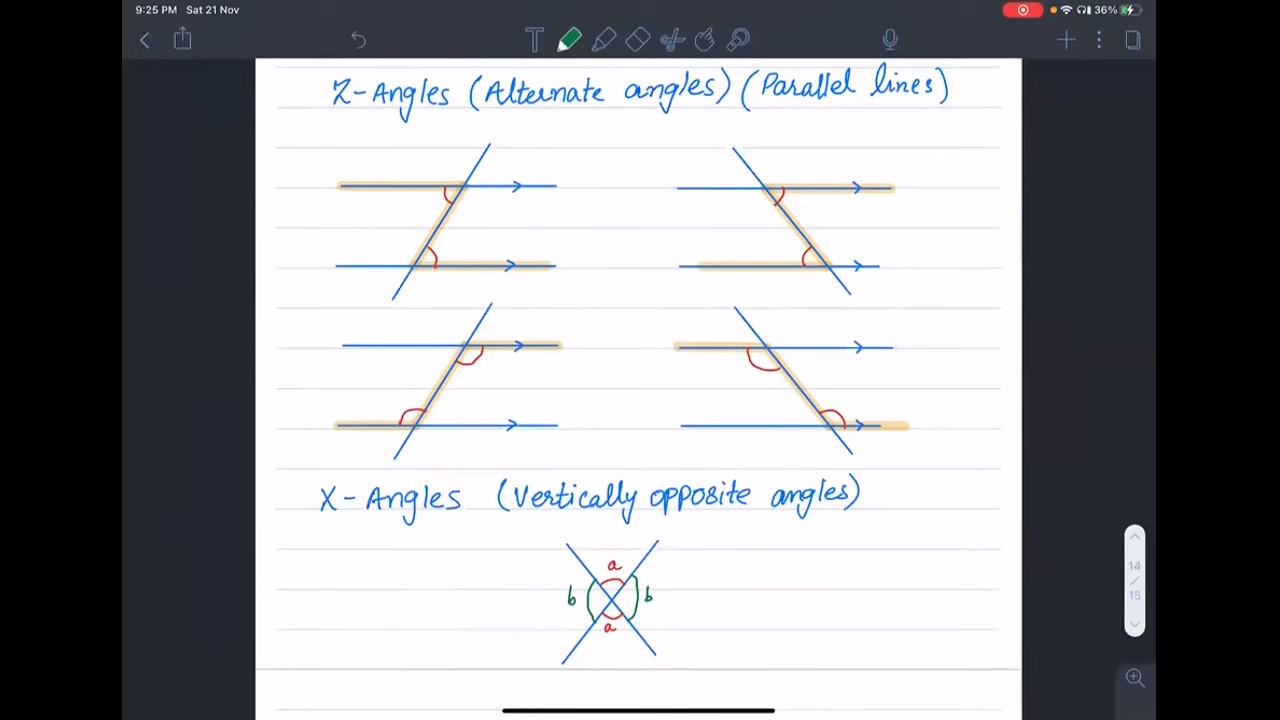 9:25 PM Sat 21 Nov
36%
T
Z-Angles (Alternate angles) (Parallel lines)
X-Angles (Vertically opposite angles)
a
b b
a
14
/
15